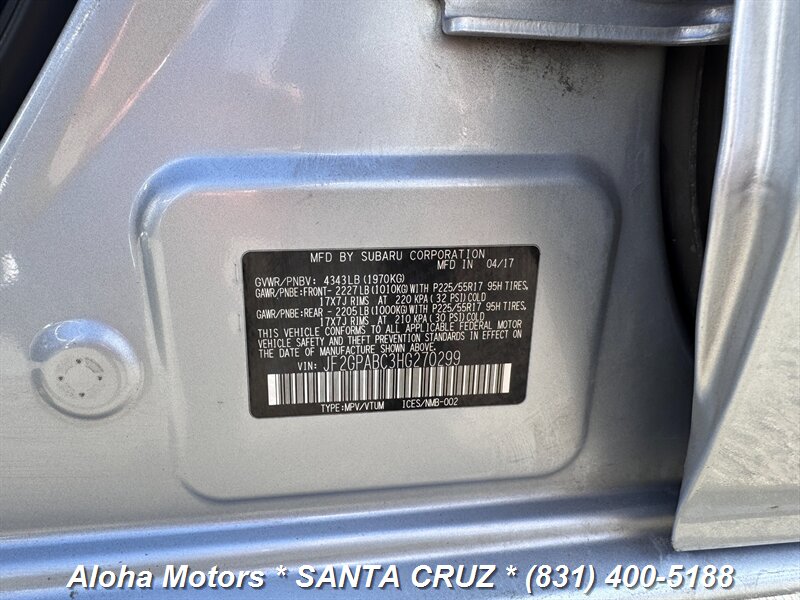 MFD BY SUBARU CORPORATION
MFD IN 04/17
GVWR/PNBV: 4343LB (1970KG)
GAWR/PNBE:FRONT- 2227LB (1010KG)WITH P225/55R17 95H TIRES,
17X7J RIMS AT 220 KPA ( 32 PSI) COLD
GAWR/PNBE:REAR - 2205LB (1000KG)WITH P225/55R17 95H TIRES,
17X7J RIMS AT 210 KPA ( 30 PSI) COLD
THIS VEHICLE CONFORMS TO ALL APPLICABLE FEDERAL MOTOR
VEHICLE SAFETY AND THEFT PREVENTION STANDARDS IN EFFECT ON
THE DATE OF MANUFACTURE SHOWN ABOVE.
VIN: JF2GPABC3HG270299
TYPE:MPV/VTUM ICES/NMB-002
Aloha Motors * SANTA CRUZ * (831) 400-5188